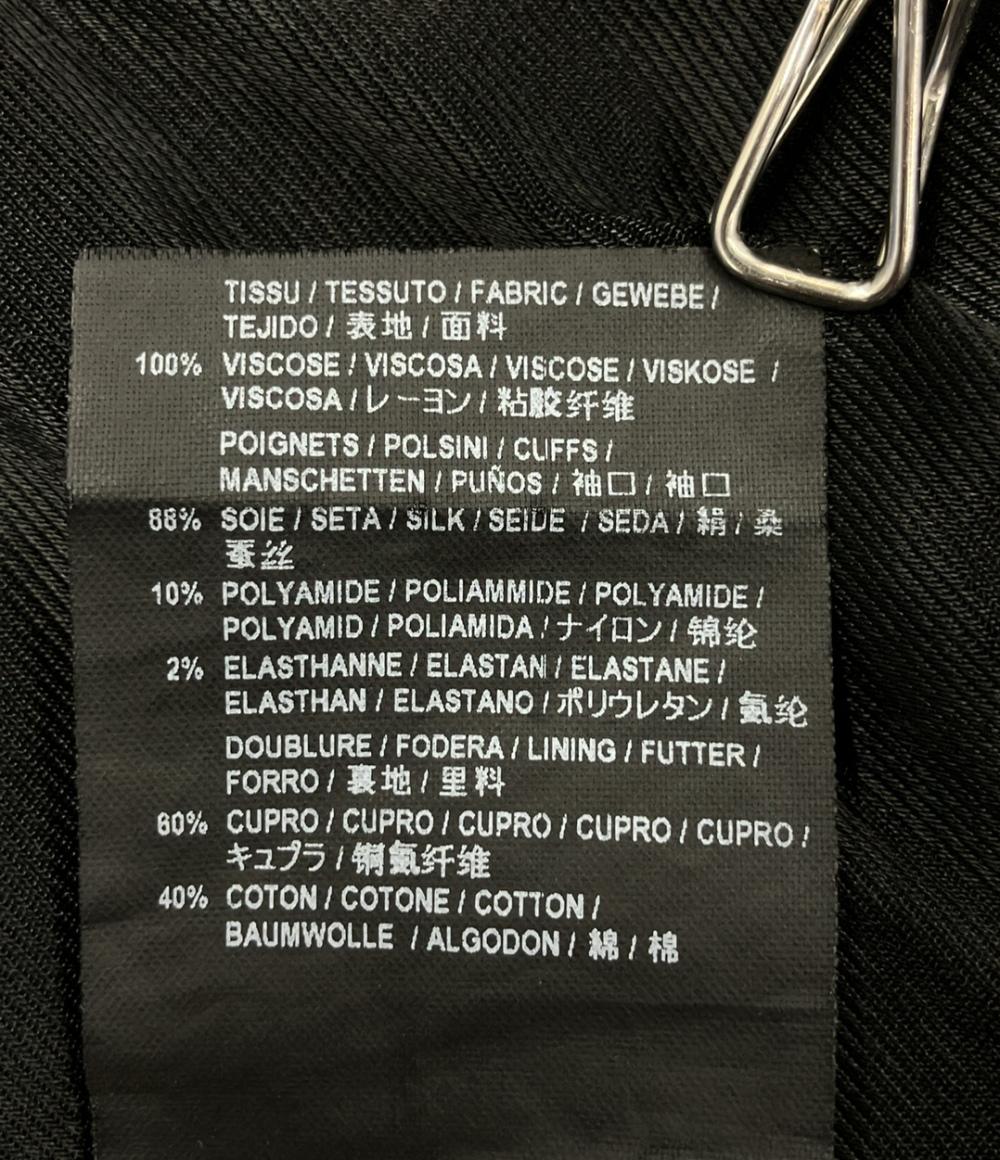 TISSU / TESSUTO / FABRIC / GEWEBE /
TEJIDO / 表地 / 面料
100% VISCOSE / VISCOSA / VISCOSE / VISKOSE /
VISCOSA / レーヨン / 粘胶纤维
POIGNETS / POLSINI / CUFFS /
MANSCHETTEN / PUÑOS / 袖口 / 袖口
88% SOIE / SETA / SILK / SEIDE / SEDA / 絹 / 桑
蚕丝
10% POLYAMIDE / POLIAMMIDE / POLYAMIDE /
POLYAMID / POLIAMIDA / ナイロン / 锦纶
2% ELASTHANNE / ELASTAN / ELASTANE /
ELASTHAN / ELASTANO / ポリウレタン / 氨纶
DOUBLURE / FODERA / LINING / FUTTER /
FORRO / 裏地 / 里料
60% CUPRO / CUPRO / CUPRO / CUPRO / CUPRO /
キュプラ / 铜氨纤维
40% COTON / COTONE / COTTON /
BAUMWOLLE / ALGODON / 綿 / 棉